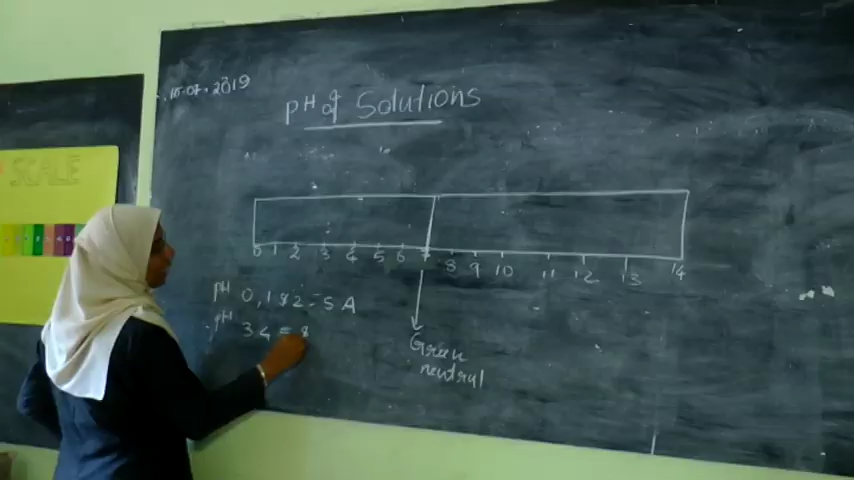 10.07.2019
pH of Solutions
SCALE
0 1 2 3 4 5 6 7 8 9 10 11 12 13 14
pH 0,1&2=SA
pH 3<=
Green
neutral